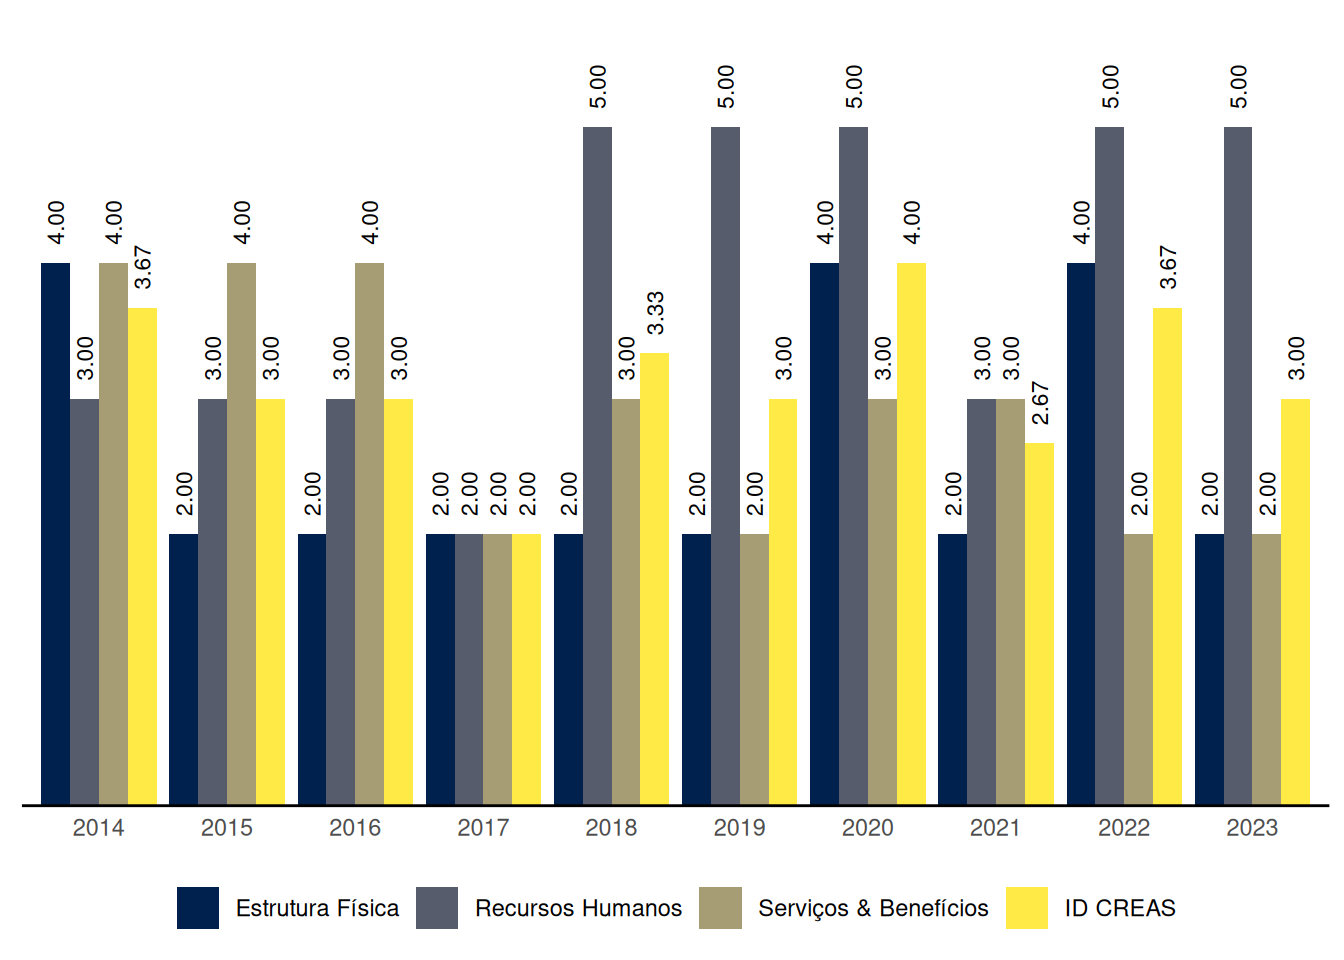 5.00 5.00 5.00 5.00 5.00
4.00 4.00 4.00 4.00 4.00 4.00 4.00
3.67 3.67
3.33
3.00 3.00 3.00 3.00 3.00 3.00 3.00 3.00 3.00 3.00 3.00
2.67
2.00 2.00 2.00 2.00 2.00 2.00 2.00 2.00 2.00 2.00 2.00 2.00 2.00
2014 2015 2016 2017 2018 2019 2020 2021 2022 2023
Estrutura Física Recursos Humanos Serviços & Benefícios ID CREAS